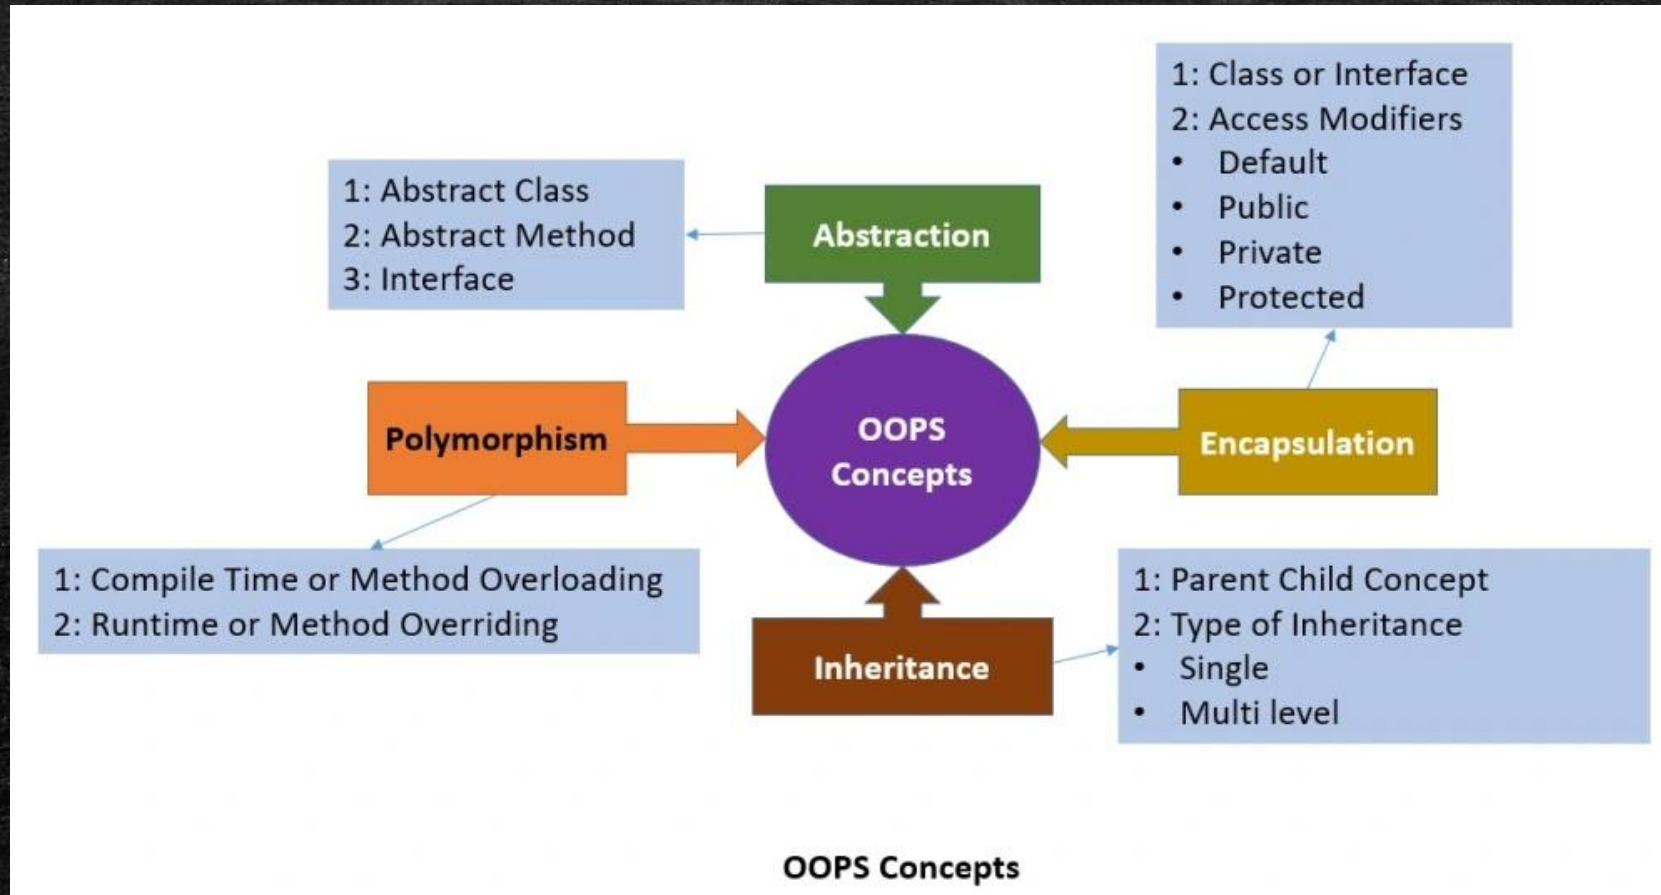 1: Class or Interface
2: Access Modifiers
• Default
• Public
• Private
• Protected
1: Abstract Class
2: Abstract Method
3: Interface
Abstraction
Polymorphism
OOPS
Concepts
Encapsulation
1: Compile Time or Method Overloading
2: Runtime or Method Overriding
Inheritance
1: Parent Child Concept
2: Type of Inheritance
• Single
• Multi level
OOPS Concepts